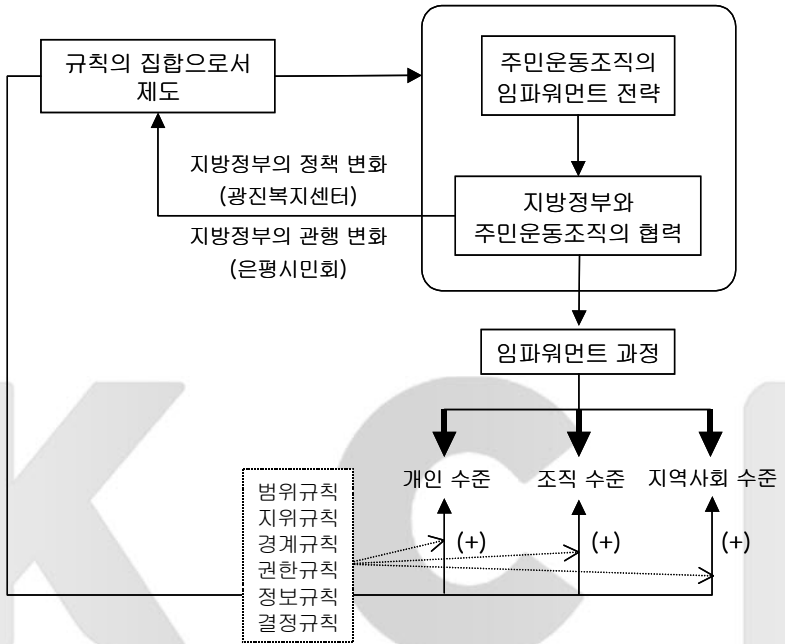 규칙의 집합으로서
제도
주민운동조직의
임파워먼트 전략
지방정부의 정책 변화
(광진복지센터)
지방정부와
주민운동조직의 협력
지방정부의 관행 변화
(은평시민회)
임파워먼트 과정
개인 수준
조직 수준
지역사회 수준
범위규칙
지위규칙
경계규칙
권한규칙
정보규칙
결정규칙
(+)
(+)
(+)